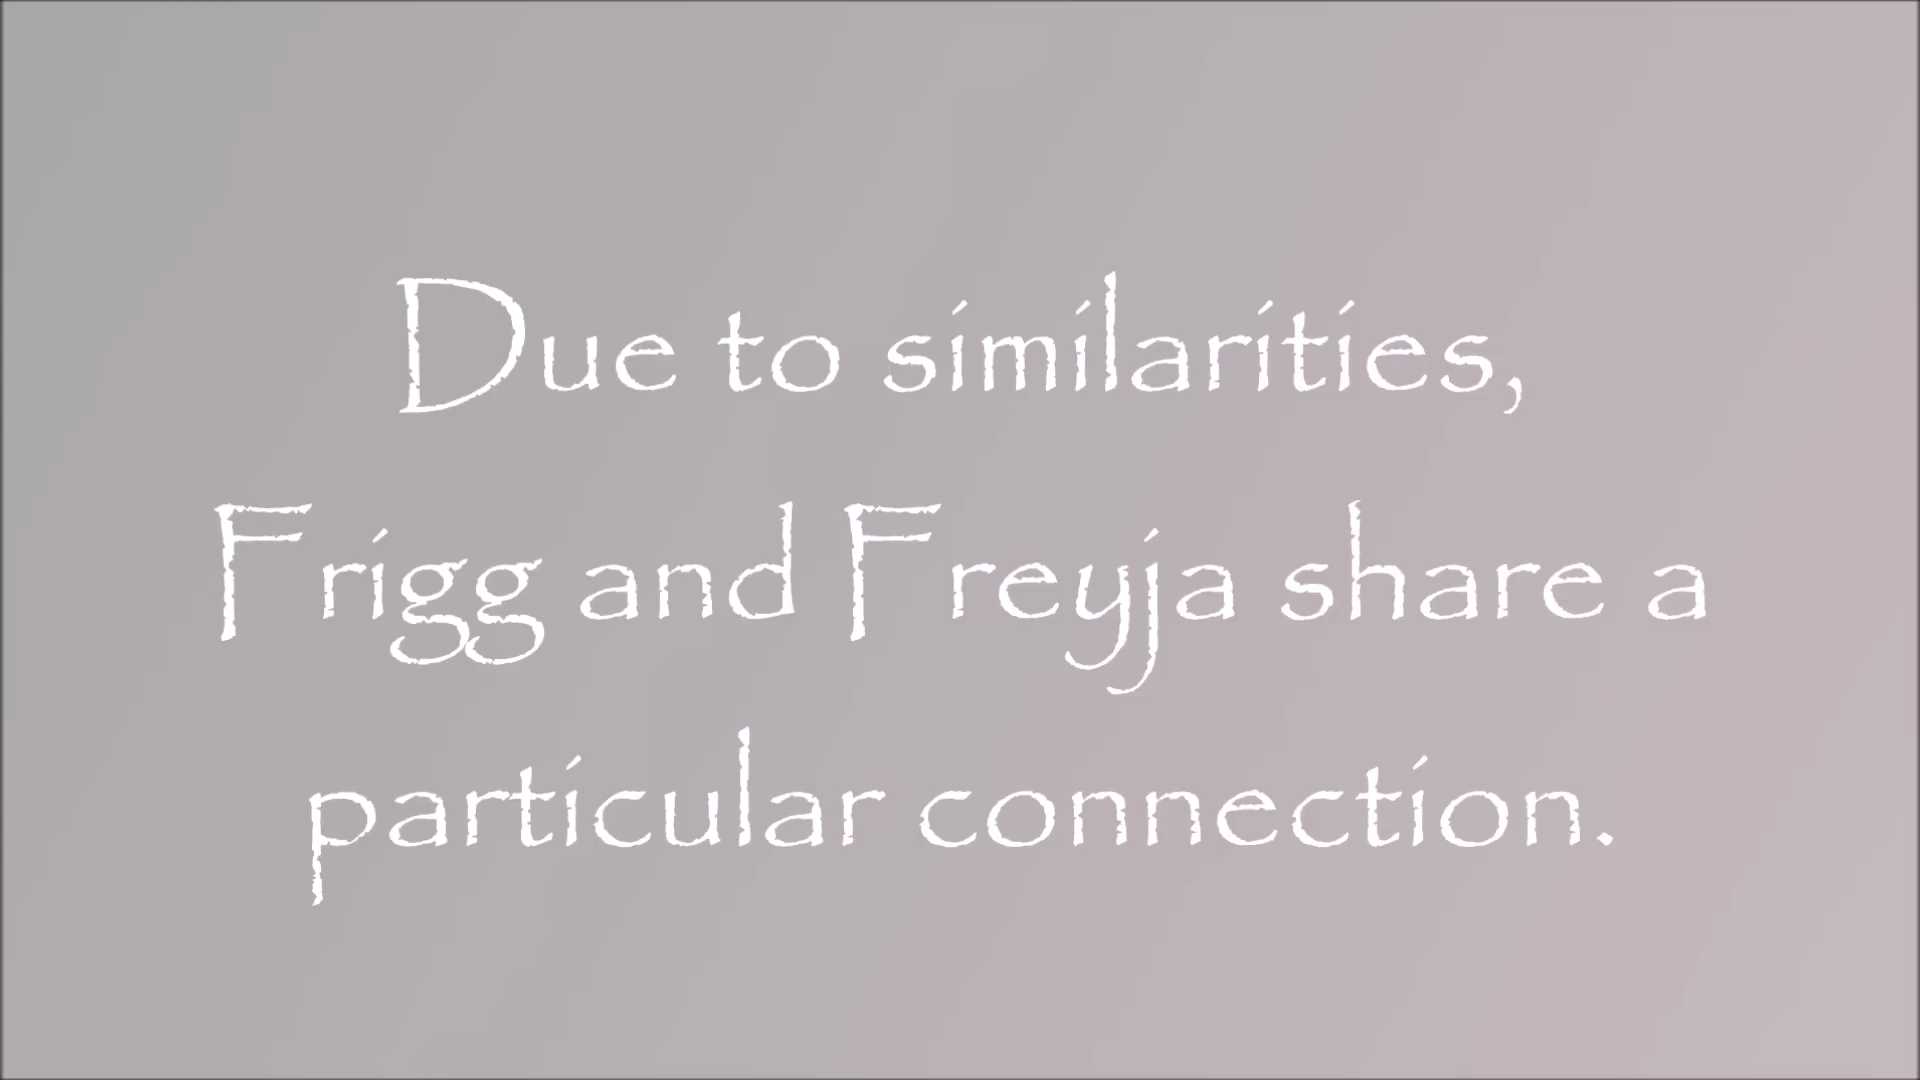 Due to similarities,
Frigg and Freyja share a
particular connection.